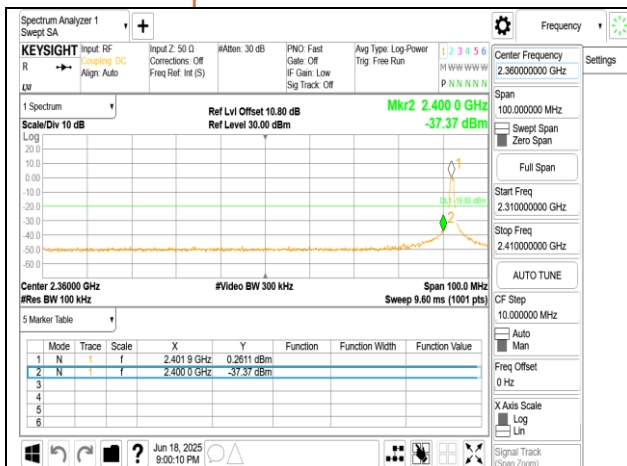 Spectrum Analyzer 1
Swept SA
Frequency
KEYSIGHT
R
Input: RF
Coupling: DC
Align: Auto
Input Z: 50 Ω
Corrections: Off
Freq Ref: Int (S)
#Atten: 30 dB
PNO: Fast
Gate: Off
IF Gain: Low
Sig Track: Off
Avg Type: Log-Power
Trig: Free Run
1 2 3 4 5 6
M W W W W W
P N N N N N
Center Frequency
2.360000000 GHz
Settings
Span
100.000000 MHz
Swept Span
Zero Span
Full Span
Start Freq
2.310000000 GHz
Stop Freq
2.410000000 GHz
AUTO TUNE
CF Step
10.000000 MHz
Auto
Man
Freq Offset
0 Hz
X Axis Scale
Log
Lin
Signal Track
(Span Zoom)
1 Spectrum
Scale/Div 10 dB
Ref Lvl Offset 10.80 dB
Ref Level 30.00 dBm
Mkr2 2.400 0 GHz
-37.37 dBm
Log
20.0
10.0
0.00
-10.0
-20.0
-30.0
-40.0
-50.0
-60.0
1
DL1 -19.80 dBm
2
Center 2.36000 GHz
#Res BW 100 kHz
#Video BW 300 kHz
Span 100.0 MHz
Sweep 9.60 ms (1001 pts)
5 Marker Table
Mode Trace Scale X Y Function Function Width Function Value
1 N 1 f 2.401 9 GHz 0.2611 dBm
2 N 1 f 2.400 0 GHz -37.37 dBm
3
4
5
6
?
Jun 18, 2025
9:00:10 PM